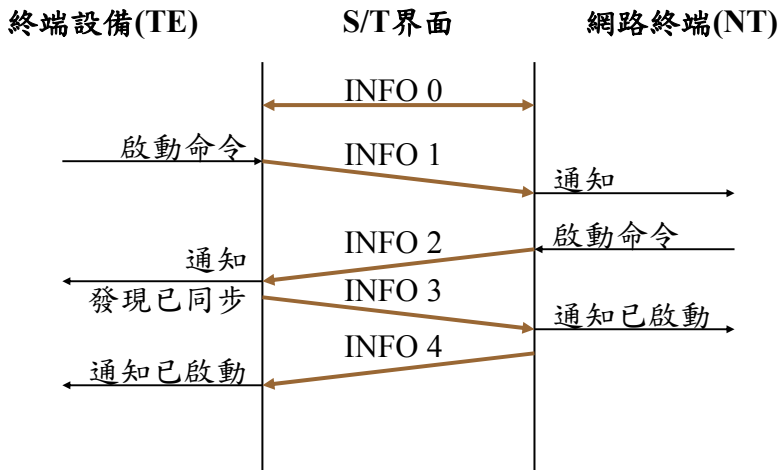 終端設備(TE) S/T界面 網路終端(NT)
INFO 0
啟動命令 INFO 1
通知
INFO 2 啟動命令
通知
發現已同步 INFO 3
通知已啟動
INFO 4
通知已啟動